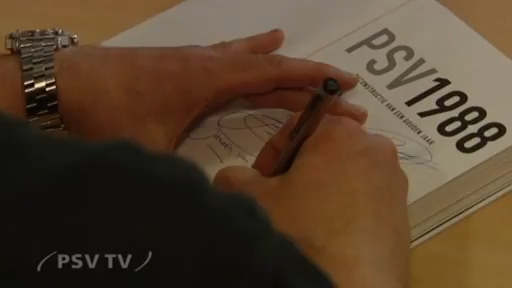 PSV1988
RECONSTRUCTIE VAN EEN GOUDEN JAAR
PSV TV